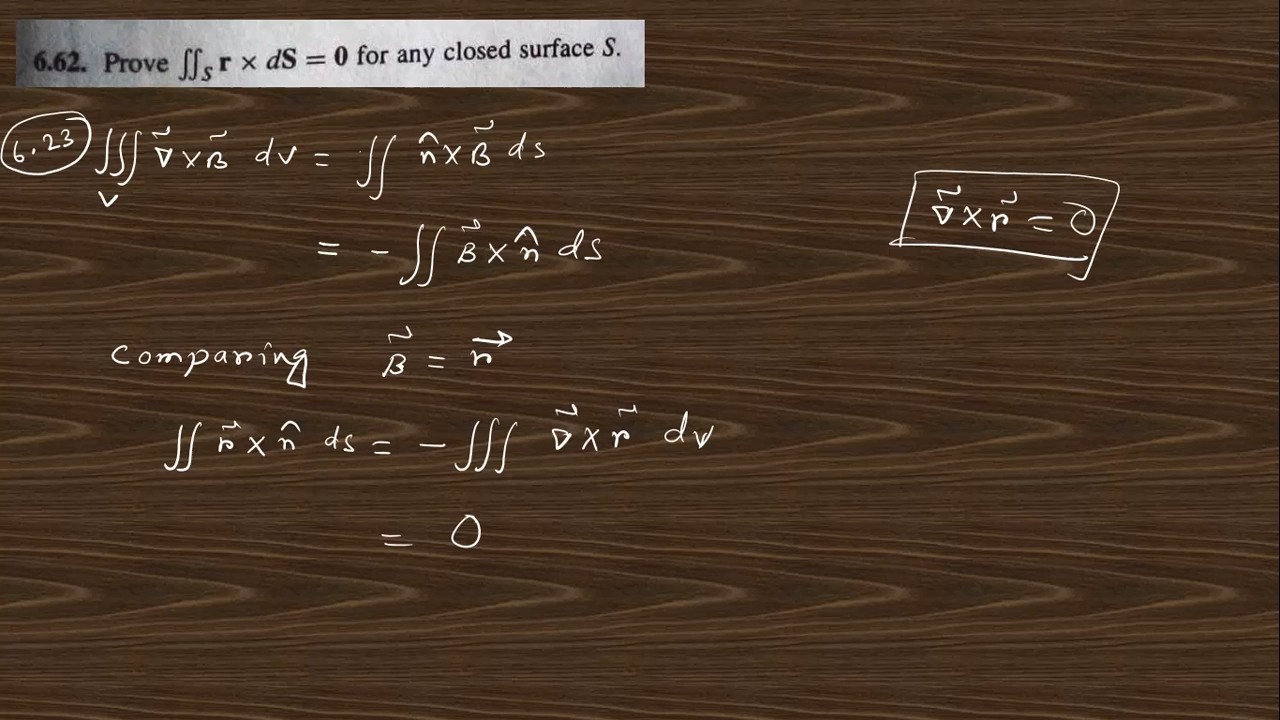 6.62. Prove ∬_S r × dS = 0 for any closed surface S.
6.23 ∭_V ∇⃗ × B⃗ dv = ∬ n̂ × B⃗ ds
= - ∬ B⃗ × n̂ ds
∇⃗ × r⃗ = 0
Comparing B⃗ = r⃗
∬ r⃗ × n̂ ds = - ∭ ∇⃗ × r⃗ dv
= 0